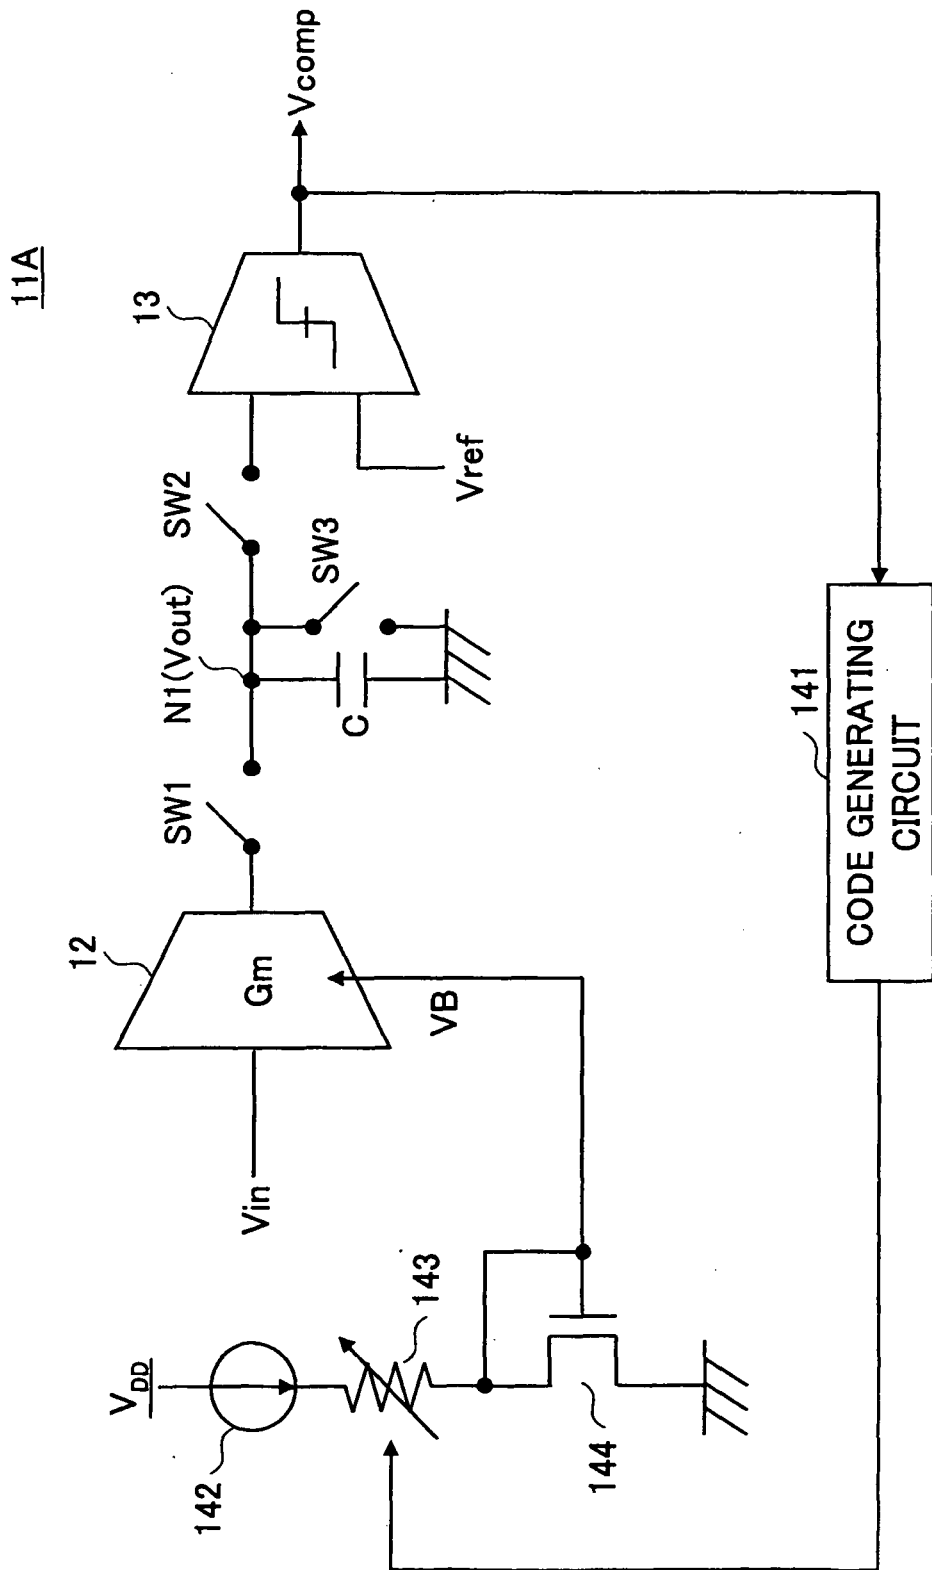 11A
12
Gm
Vin
VB
SW1
N1(Vout)
C
SW3
SW2
13
Vref
Vcomp
VDD
142
143
144
141
CODE GENERATING
CIRCUIT